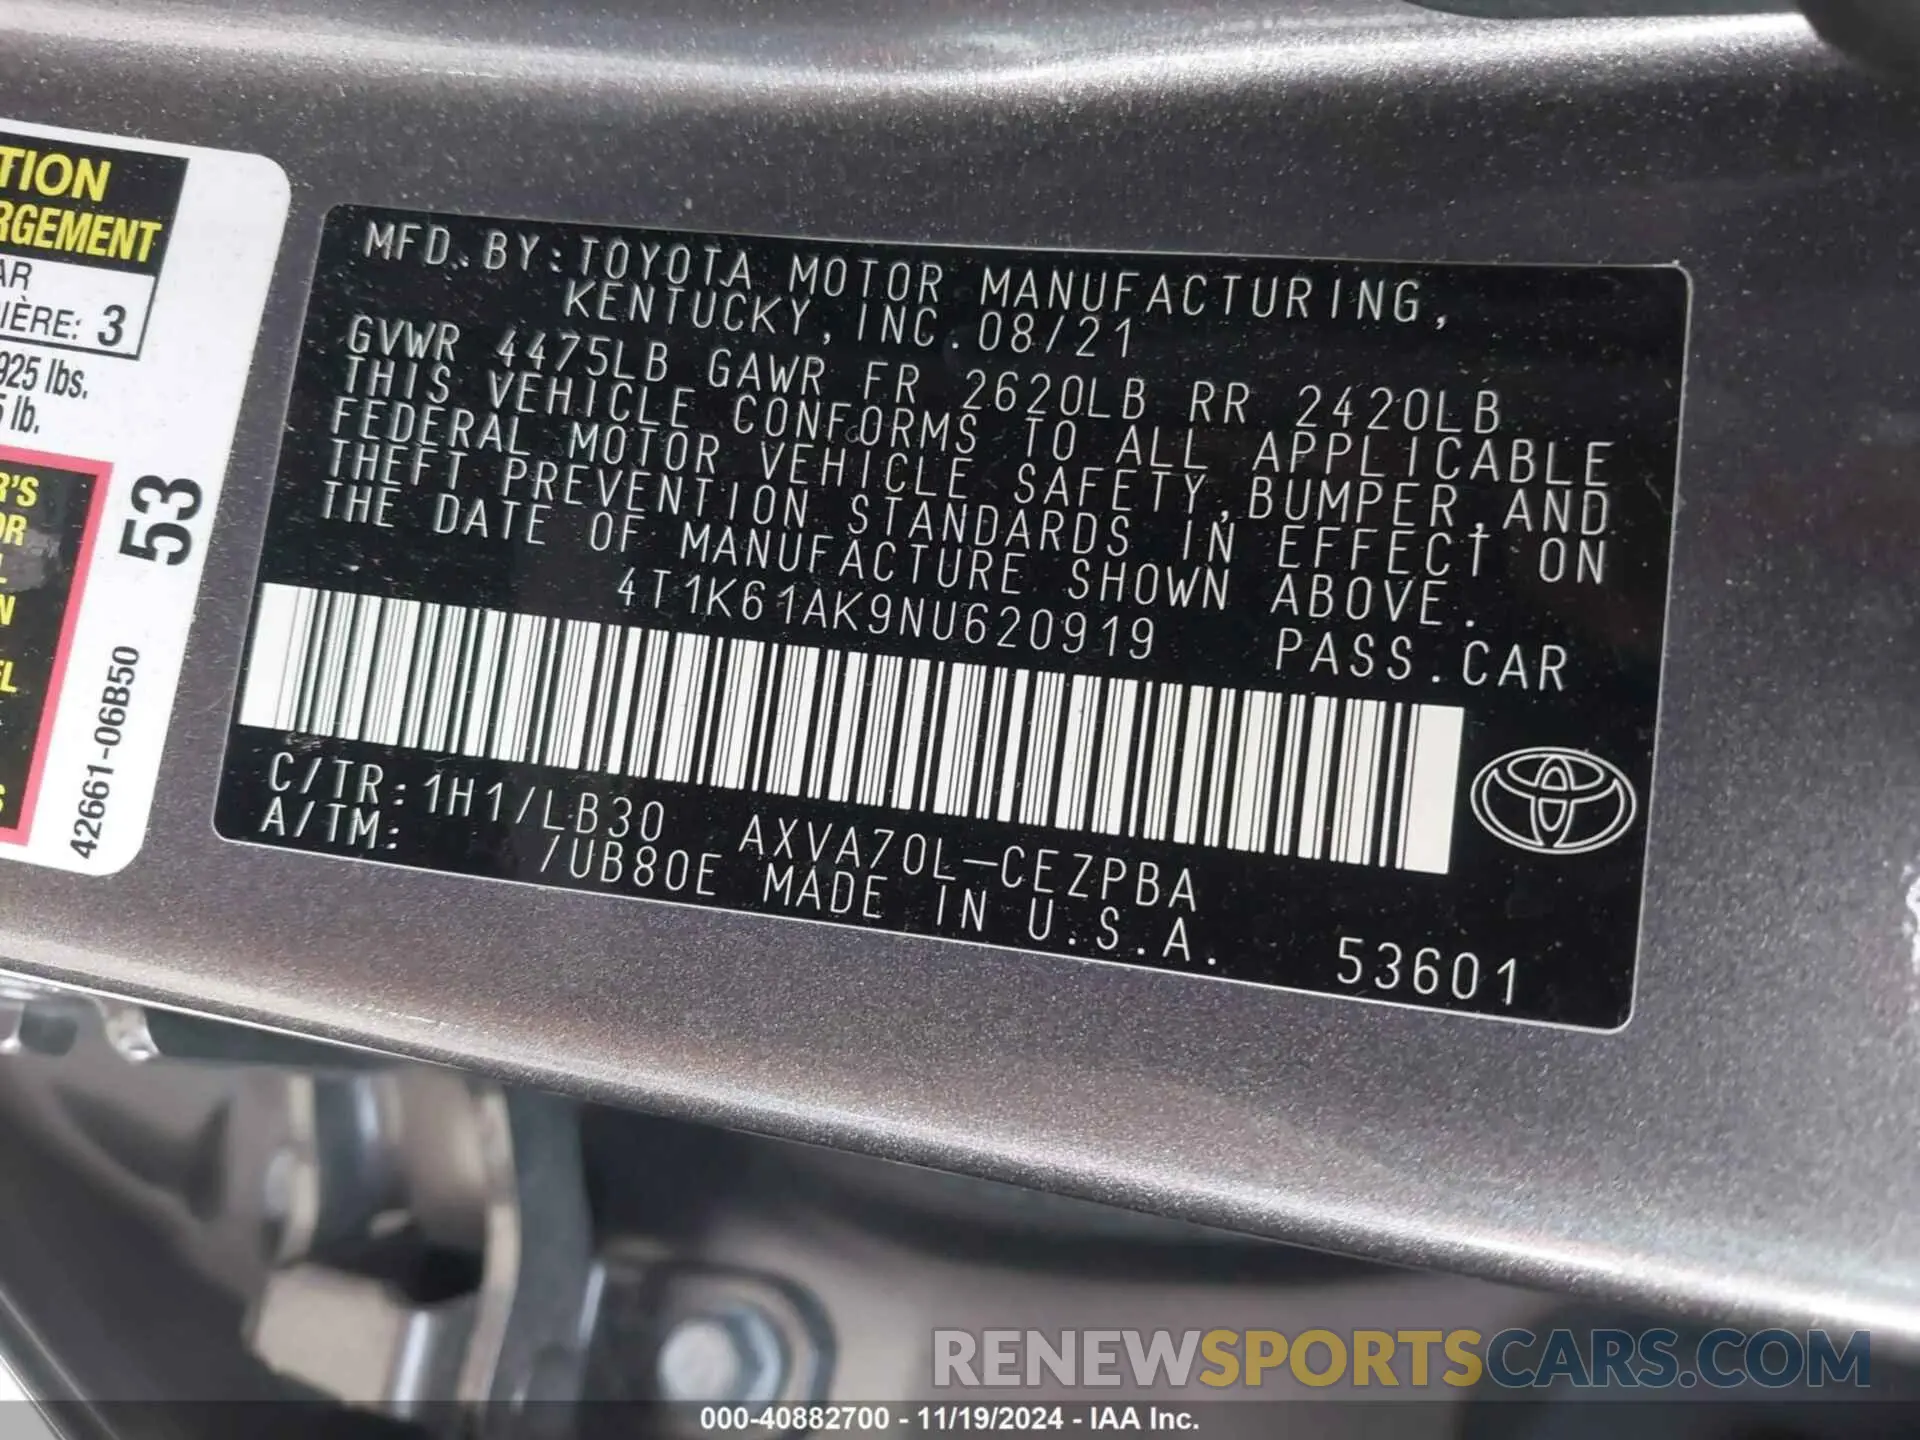 TION
RGEMENT
AR
IÈRE: 3
925 lbs.
5 lb.
R'S
OR
L
N
EL
S
53
42661-06B50
MFD. BY: TOYOTA MOTOR MANUFACTURING,
KENTUCKY, INC. 08/21
GVWR 4475LB GAWR FR 2620LB RR 2420LB
THIS VEHICLE CONFORMS TO ALL APPLICABLE
FEDERAL MOTOR VEHICLE SAFETY, BUMPER, AND
THEFT PREVENTION STANDARDS IN EFFECT ON
THE DATE OF MANUFACTURE SHOWN ABOVE.
4T1K61AK9NU620919 PASS. CAR
C/TR: 1H1/LB30 AXVA70L-CEZPBA
A/TM: /UB80E MADE IN U.S.A.
53601
RENEWSPORTSCARS.COM
000-40882700 - 11/19/2024 - IAA Inc.